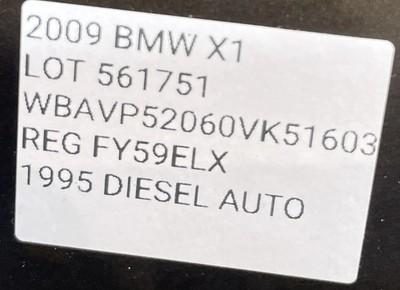 2009 BMW X1
LOT 561751
WBAVP52060VK51603
REG FY59ELX
1995 DIESEL AUTO